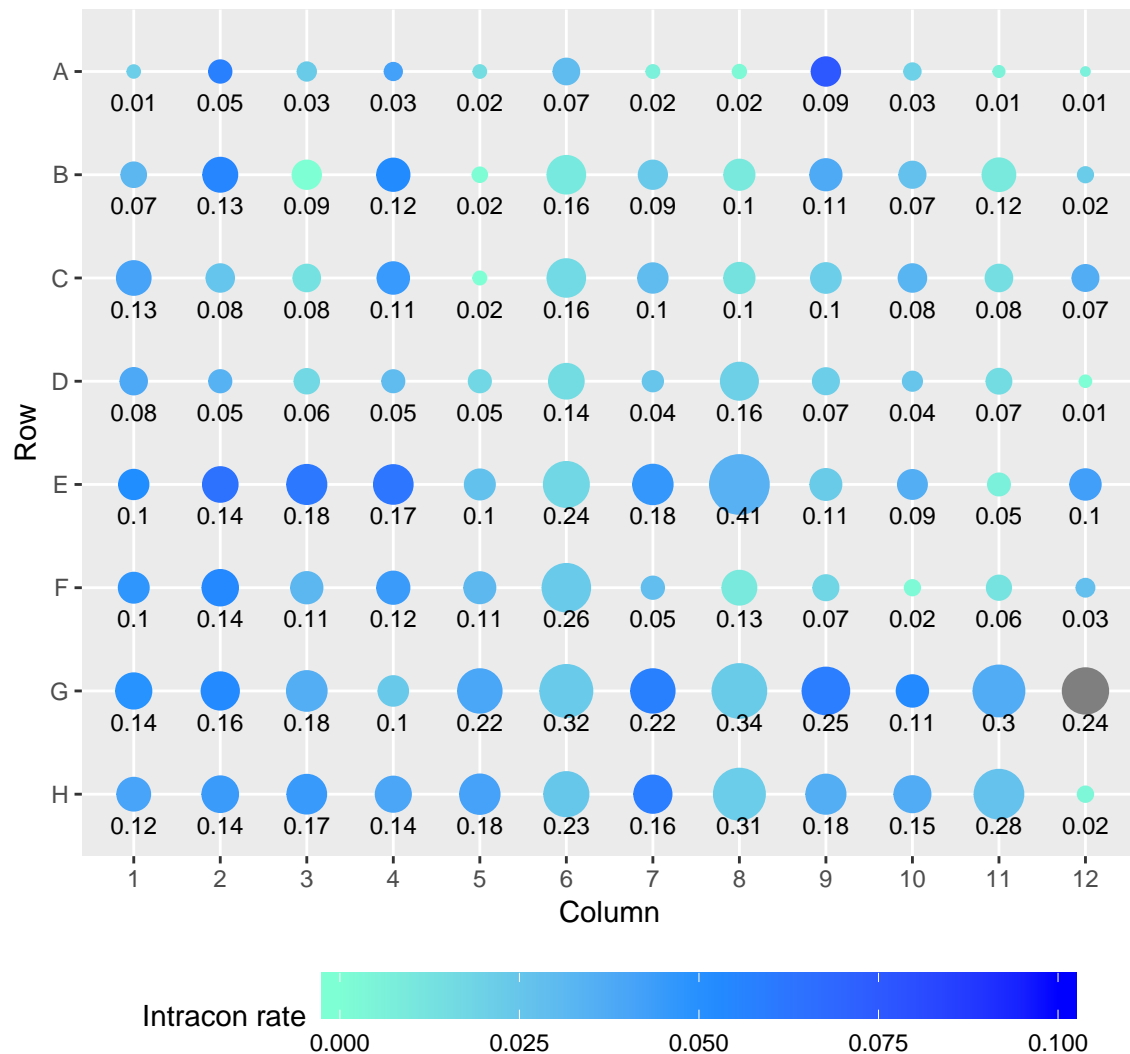 A
0.01 0.05 0.03 0.03 0.02 0.07 0.02 0.02 0.09 0.03 0.01 0.01
B
0.07 0.13 0.09 0.12 0.02 0.16 0.09 0.1 0.11 0.07 0.12 0.02
C
0.13 0.08 0.08 0.11 0.02 0.16 0.1 0.1 0.1 0.08 0.08 0.07
D
0.08 0.05 0.06 0.05 0.05 0.14 0.04 0.16 0.07 0.04 0.07 0.01
Row
E
0.1 0.14 0.18 0.17 0.1 0.24 0.18 0.41 0.11 0.09 0.05 0.1
F
0.1 0.14 0.11 0.12 0.11 0.26 0.05 0.13 0.07 0.02 0.06 0.03
G
0.14 0.16 0.18 0.1 0.22 0.32 0.22 0.34 0.25 0.11 0.3 0.24
H
0.12 0.14 0.17 0.14 0.18 0.23 0.16 0.31 0.18 0.15 0.28 0.02
1 2 3 4 5 6 7 8 9 10 11 12
Column
Intracon rate
0.000 0.025 0.050 0.075 0.100